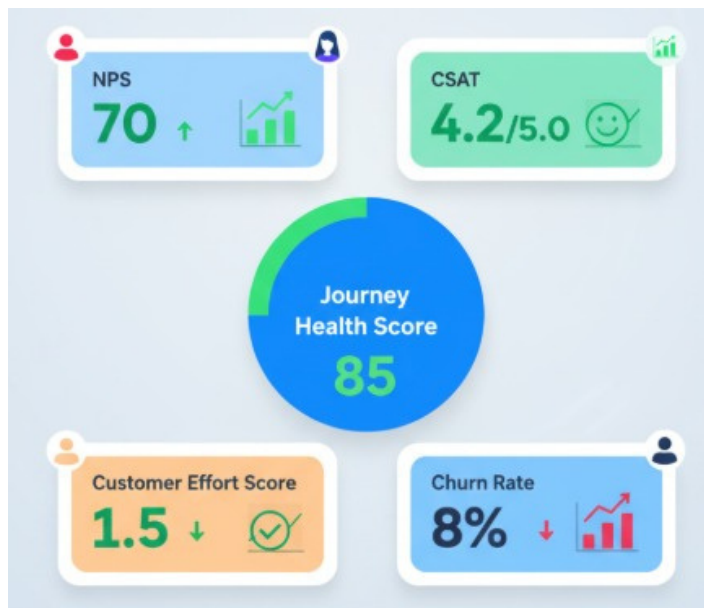 NPS
70 ↑
CSAT
4.2/5.0
Journey
Health Score
85
Customer Effort Score
1.5 ↓
Churn Rate
8% ↓